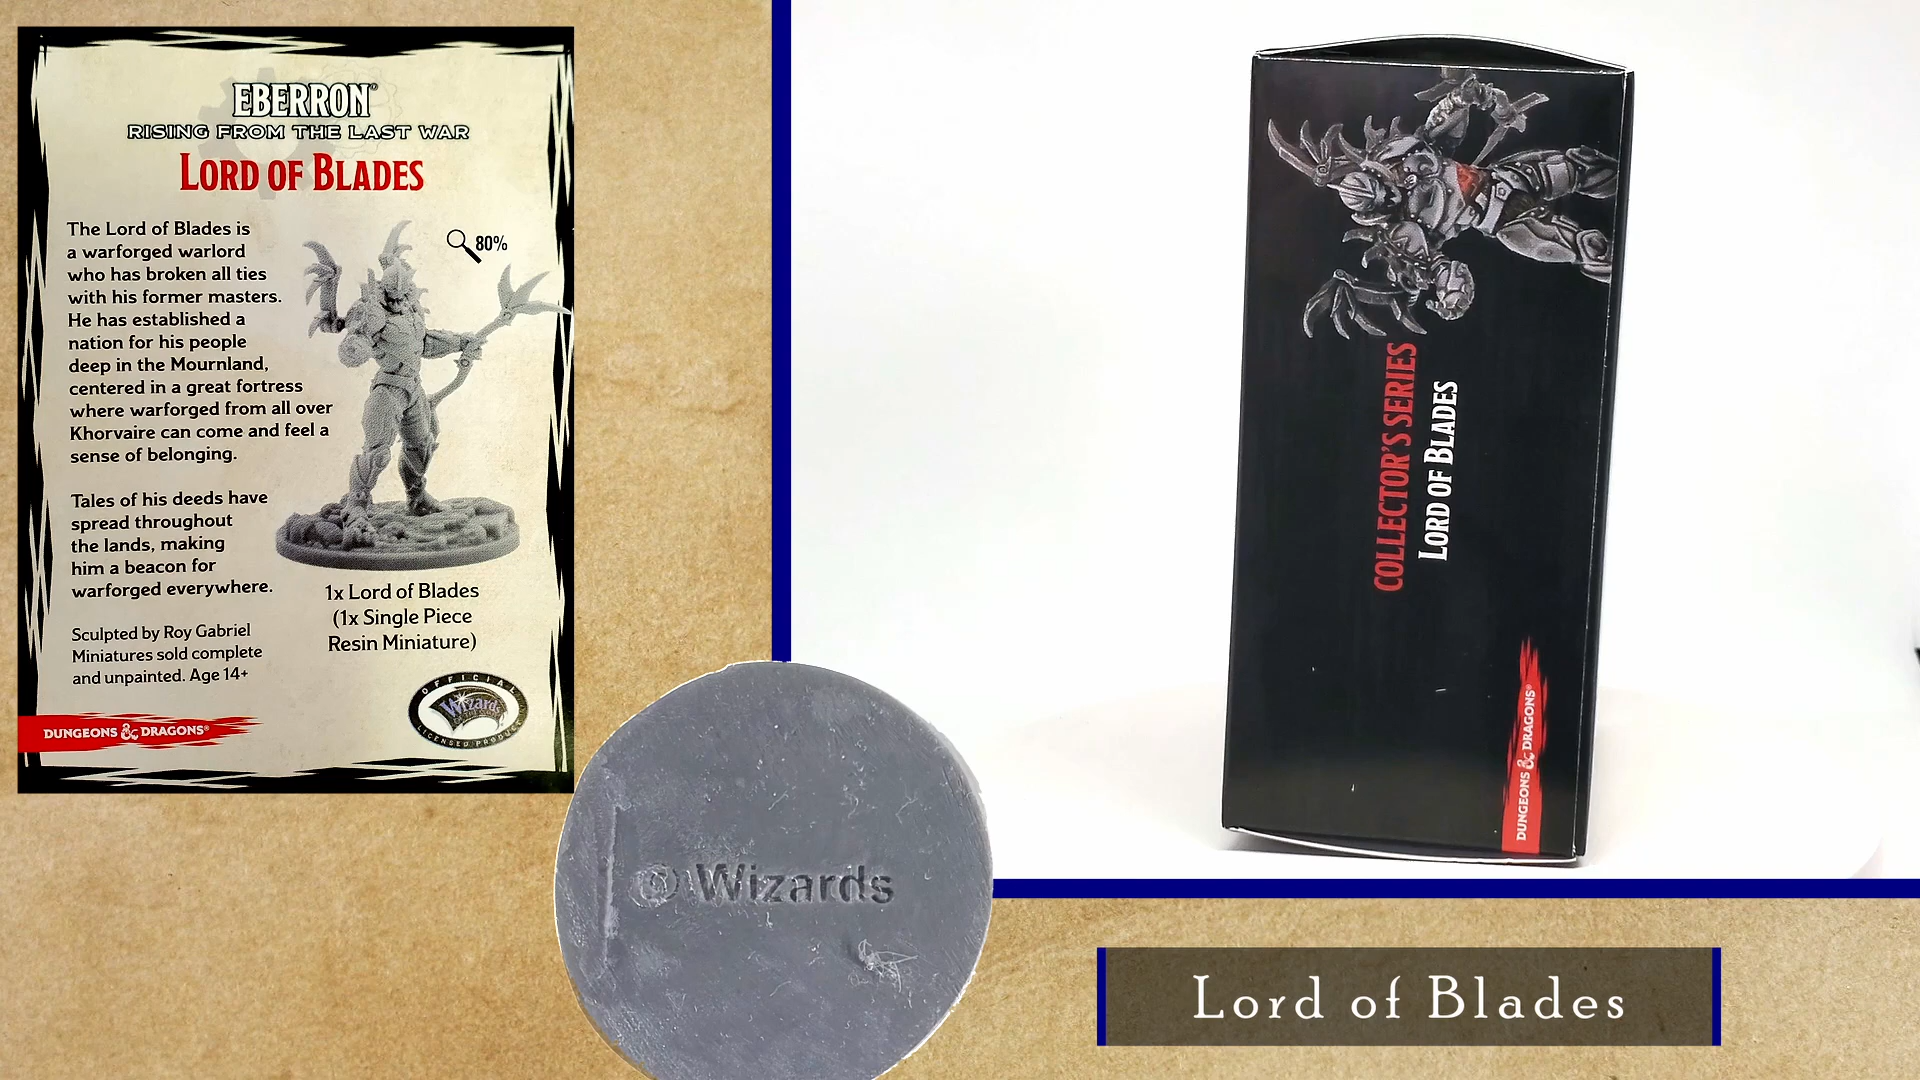 EBERRON®
RISING FROM THE LAST WAR
LORD OF BLADES
The Lord of Blades is
a warforged warlord
who has broken all ties
with his former masters.
He has established a
nation for his people
deep in the Mournland,
centered in a great fortress
where warforged from all over
Khorvaire can come and feel a
sense of belonging.
Tales of his deeds have
spread throughout
the lands, making
him a beacon for
warforged everywhere.
Sculpted by Roy Gabriel
Miniatures sold complete
and unpainted. Age 14+
80%
1x Lord of Blades
(1x Single Piece
Resin Miniature)
DUNGEONS & DRAGONS®
OFFICIAL
Wizards
LICENSED PRODUCT
COLLECTOR'S SERIES
LORD OF BLADES
DUNGEONS & DRAGONS®
© Wizards
Lord of Blades